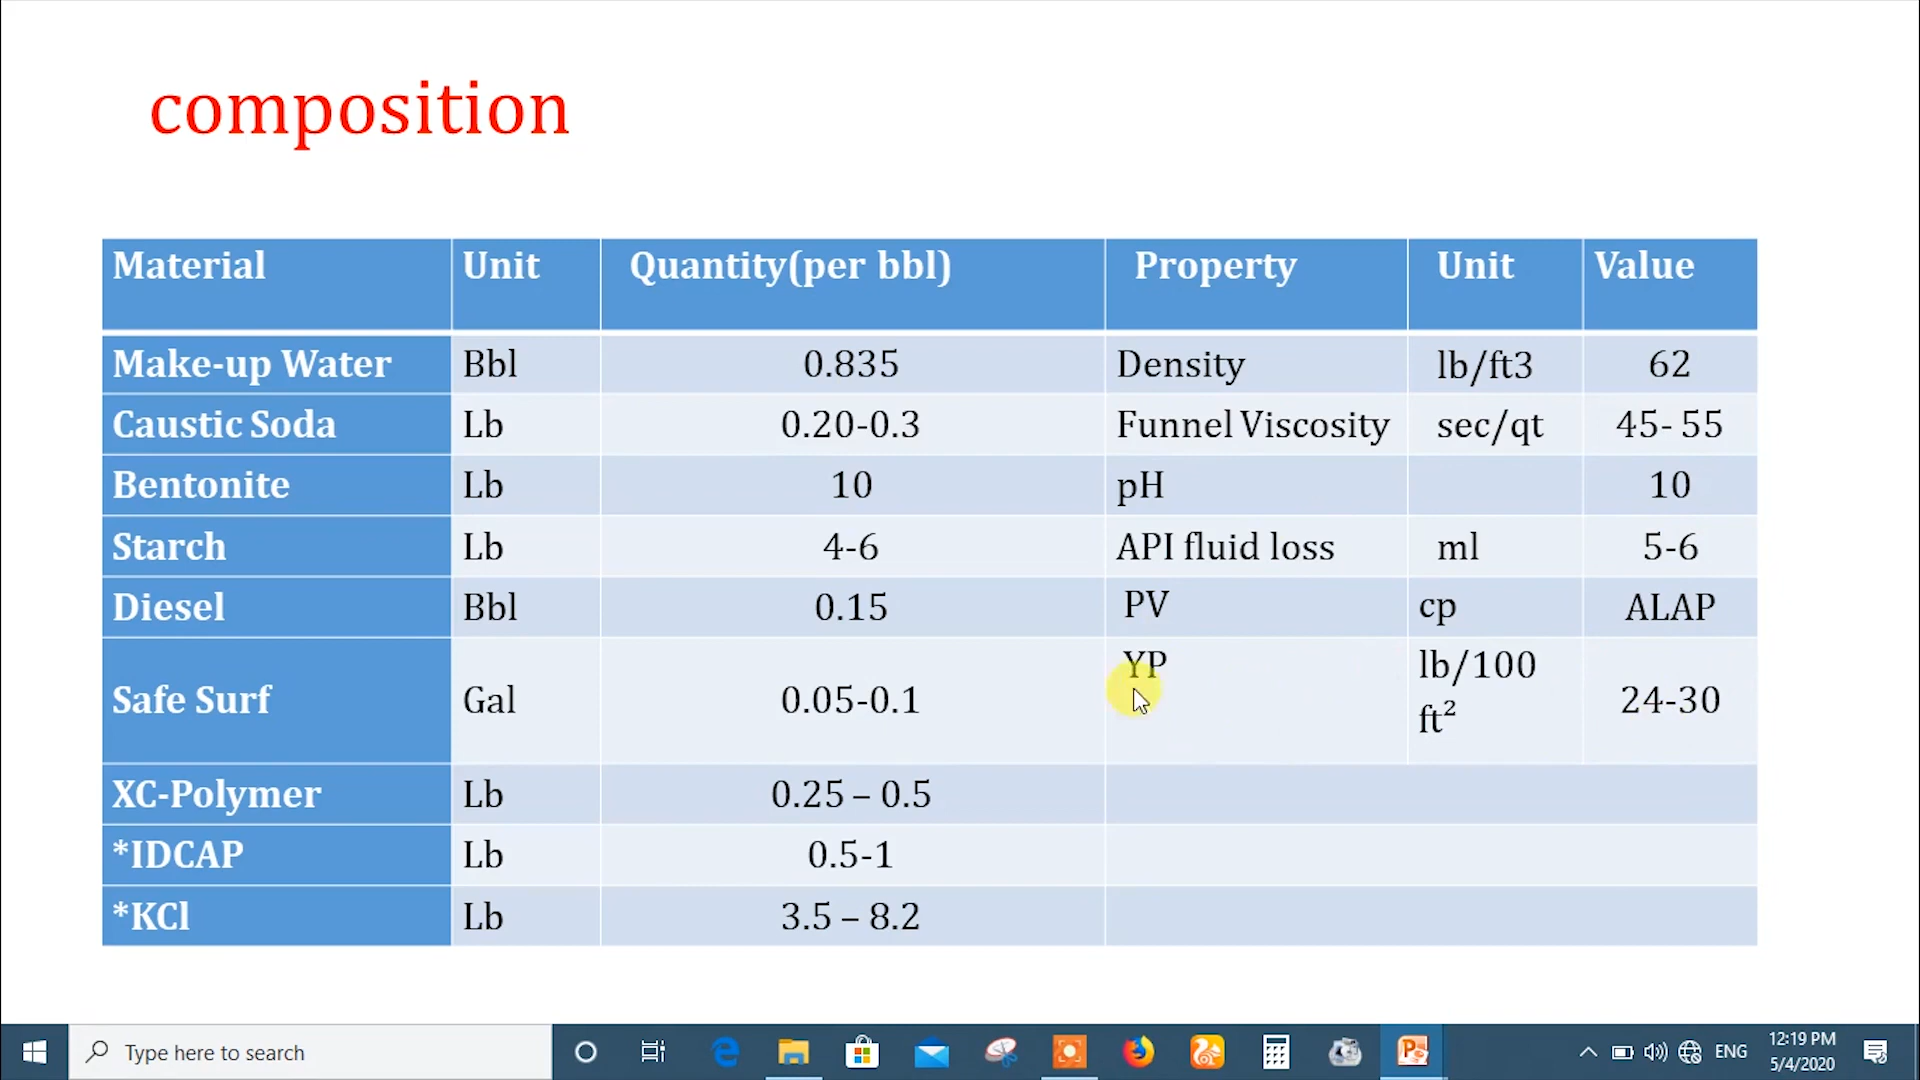 composition
Material Unit Quantity(per bbl) Property Unit Value
Make-up Water Bbl 0.835 Density lb/ft3 62
Caustic Soda Lb 0.20-0.3 Funnel Viscosity sec/qt 45- 55
Bentonite Lb 10 pH 10
Starch Lb 4-6 API fluid loss ml 5-6
Diesel Bbl 0.15 PV cp ALAP
Safe Surf Gal 0.05-0.1 YP lb/100 ft² 24-30
XC-Polymer Lb 0.25 – 0.5
*IDCAP Lb 0.5-1
*KCl Lb 3.5 – 8.2
Type here to search
ENG
12:19 PM
5/4/2020